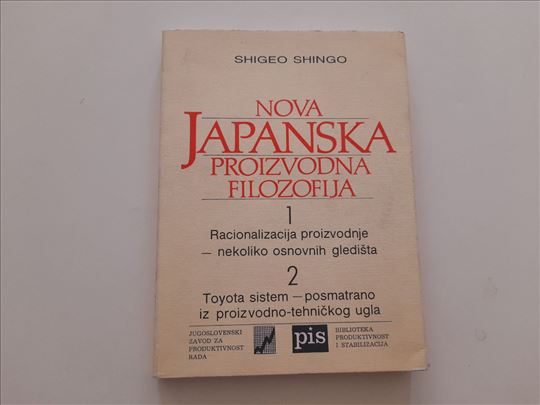 SHIGEO SHINGO
NOVA
JAPANSKA
PROIZVODNA
FILOZOFIJA
1
Racionalizacija proizvodnje
— nekoliko osnovnih gledišta
2
Toyota sistem — posmatrano
iz proizvodno-tehničkog ugla
JUGOSLOVENSKI
ZAVOD ZA
PRODUKTIVNOST
RADA
pis
BIBLIOTEKA
PRODUKTIVNOST
I STABILIZACIJA